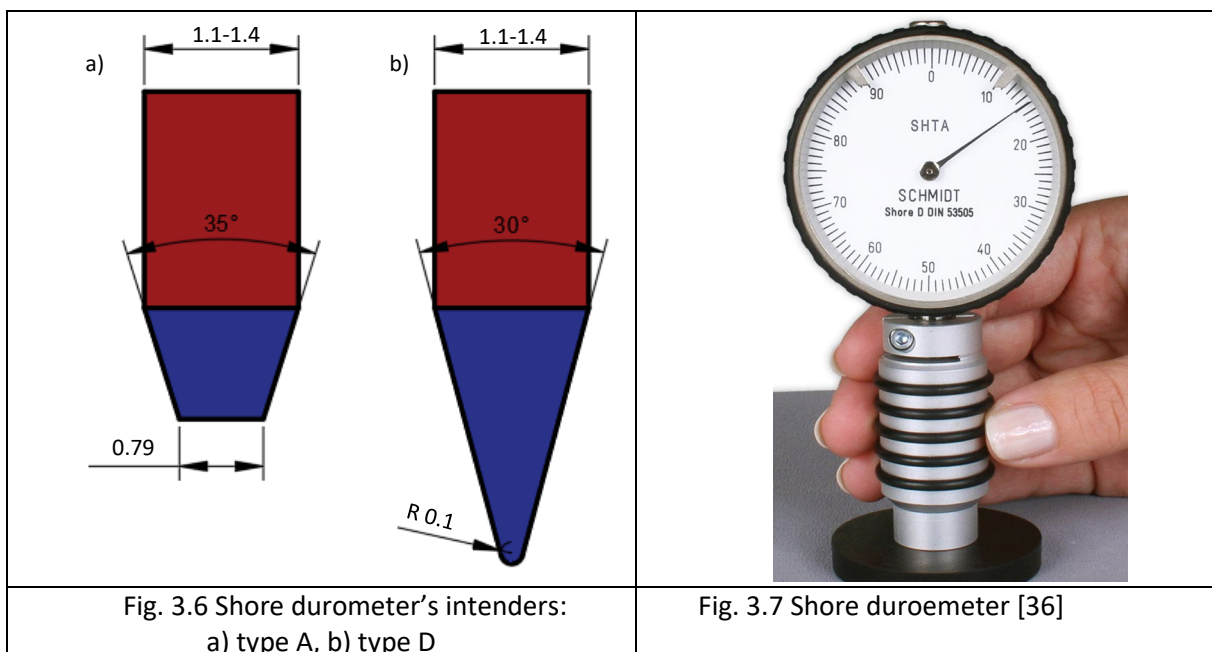 a)
1.1-1.4
35°
0.79
b)
1.1-1.4
30°
R 0.1
0
10
20
30
40
50
60
70
80
90
SHTA
SCHMIDT
Shore D DIN 53505
Fig. 3.6 Shore durometer’s intenders:
a) type A, b) type D
Fig. 3.7 Shore duroemeter [36]